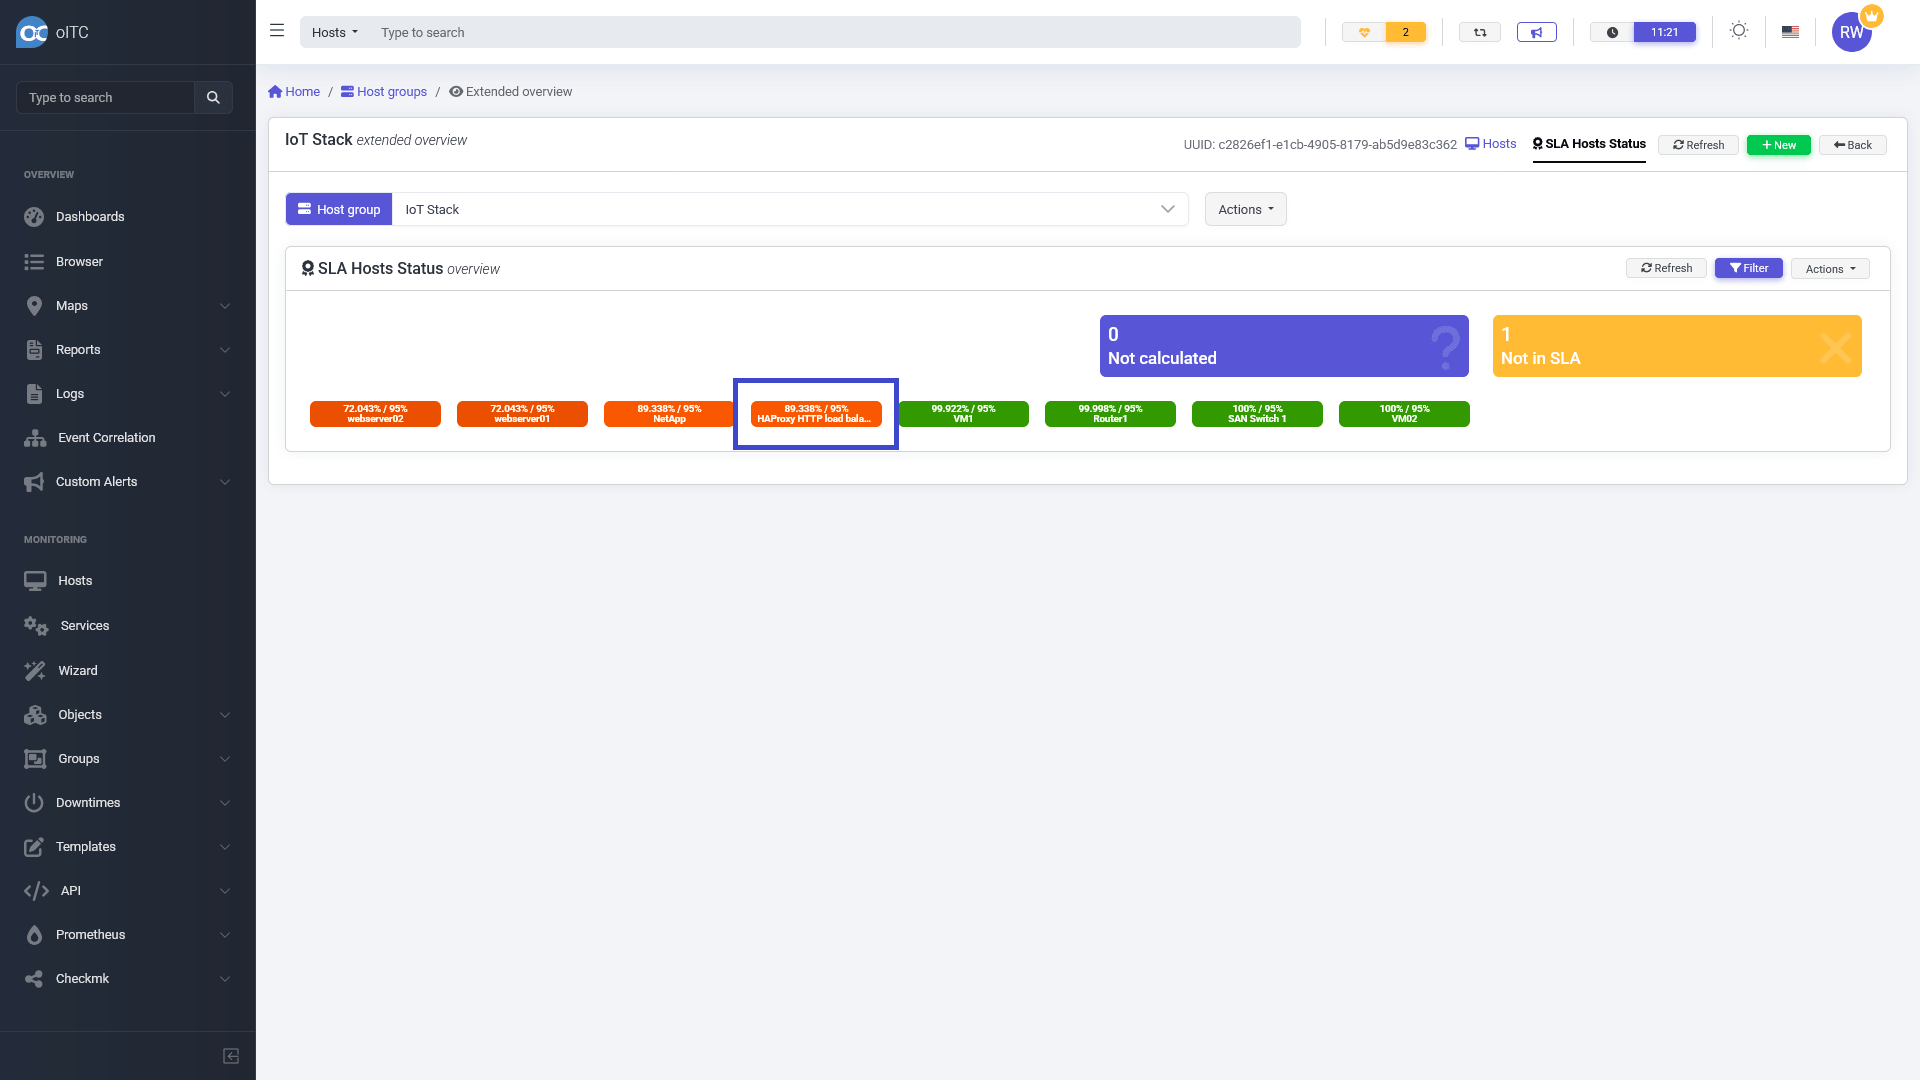 oITC
Hosts
Type to search
2
11:21
RW
Type to search
Home / Host groups / Extended overview
IoT Stack extended overview
UUID: c2826ef1-e1cb-4905-8179-ab5d9e83c362
Hosts
SLA Hosts Status
Refresh
New
Back
OVERVIEW
Dashboards
Browser
Maps
Reports
Logs
Event Correlation
Custom Alerts
MONITORING
Hosts
Services
Wizard
Objects
Groups
Downtimes
Templates
API
Prometheus
Checkmk
Host group
IoT Stack
Actions
SLA Hosts Status overview
Refresh
Filter
Actions
0
Not calculated
1
Not in SLA
72.043% / 95%
webserver02
72.043% / 95%
webserver01
89.338% / 95%
NetApp
89.338% / 95%
HAProxy HTTP load bala...
99.922% / 95%
VM1
99.998% / 95%
Router1
100% / 95%
SAN Switch 1
100% / 95%
VM02